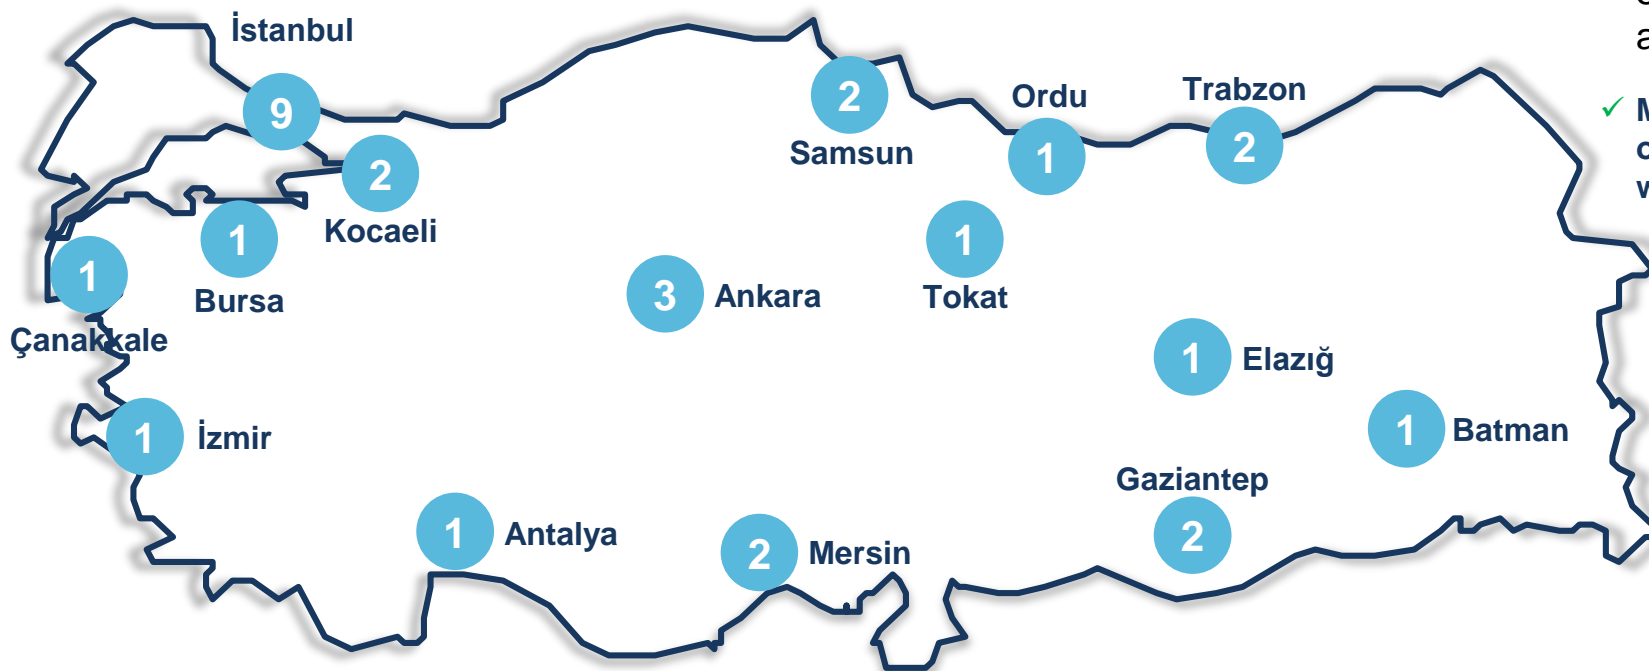 İstanbul
9
2
Samsun
Ordu
1
Trabzon
2
2
Kocaeli
1
Bursa
1
Çanakkale
3 Ankara
1
Tokat
1 Elazığ
1 İzmir
1 Batman
Gaziantep
2
1 Antalya
2 Mersin